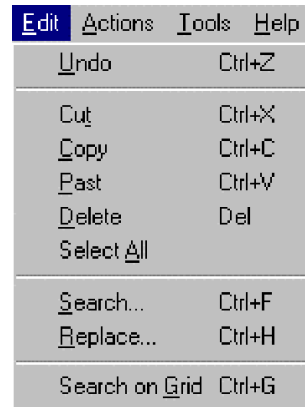 Edit Actions Tools Help
Undo Ctrl+Z
Cut Ctrl+X
Copy Ctrl+C
Past Ctrl+V
Delete Del
Select All
Search... Ctrl+F
Replace... Ctrl+H
Search on Grid Ctrl+G